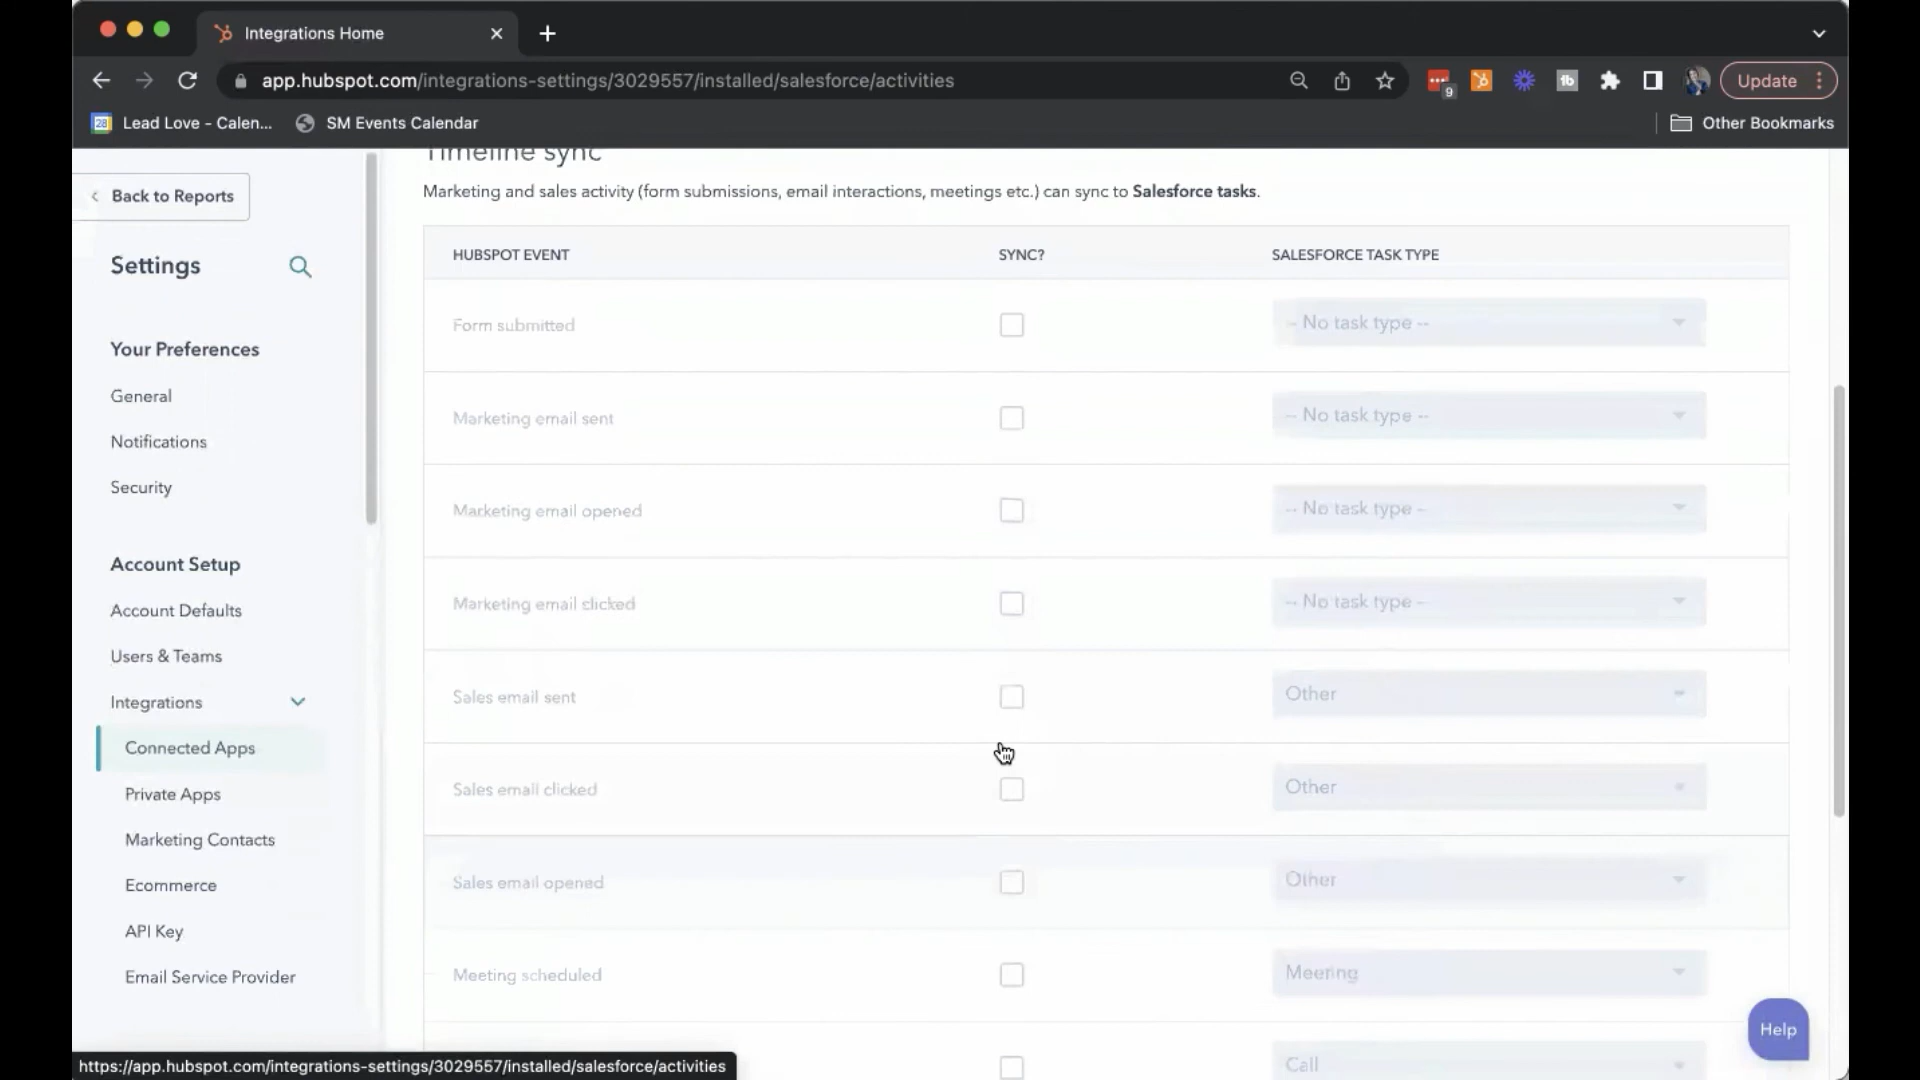 Integrations Home
app.hubspot.com/integrations-settings/3029557/installed/salesforce/activities
9
tb
Update
28
Lead Love - Calen...
SM Events Calendar
Other Bookmarks
Back to Reports
Settings
Your Preferences
General
Notifications
Security
Account Setup
Account Defaults
Users & Teams
Integrations
Connected Apps
Private Apps
Marketing Contacts
Ecommerce
API Key
Email Service Provider
Timeline sync
Marketing and sales activity (form submissions, email interactions, meetings etc.) can sync to Salesforce tasks.
HUBSPOT EVENT SYNC? SALESFORCE TASK TYPE
Form submitted -- No task type --
Marketing email sent -- No task type --
Marketing email opened -- No task type --
Marketing email clicked -- No task type --
Sales email sent Other
Sales email clicked Other
Sales email opened Other
Meeting scheduled Meeting
Call
Help
https://app.hubspot.com/integrations-settings/3029557/installed/salesforce/activities